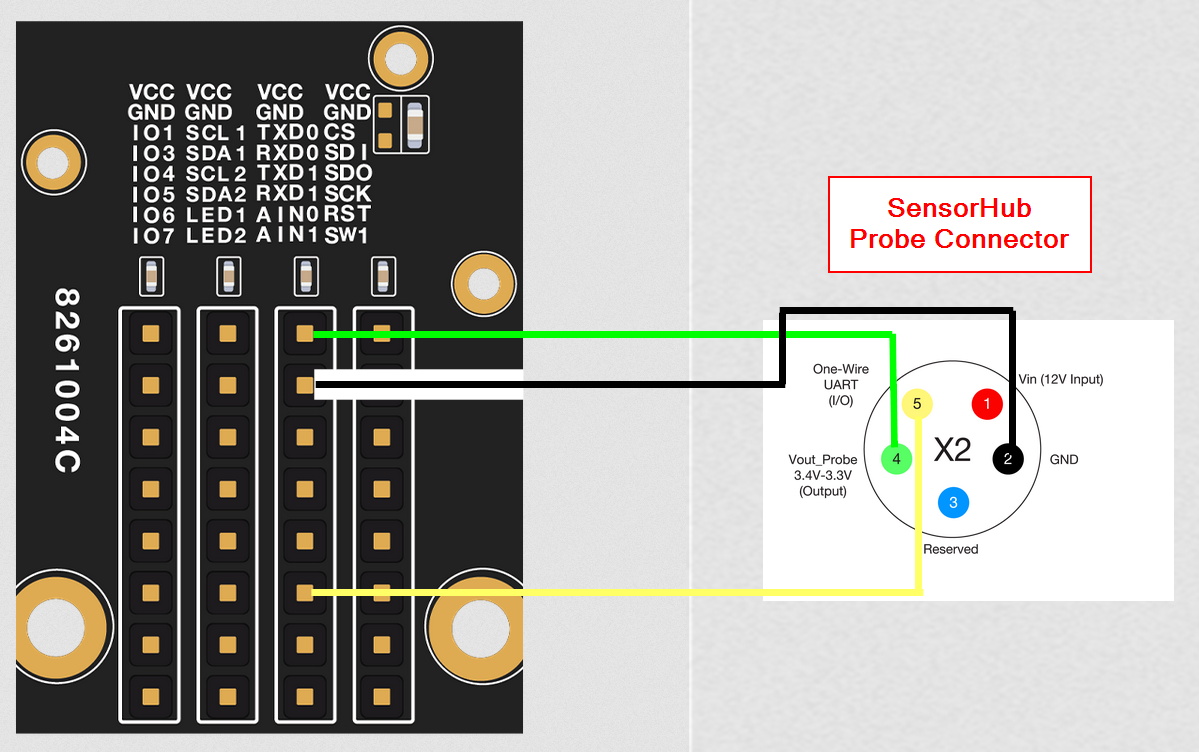 VCC VCC VCC VCC
GND GND GND GND
IO1 SCL1 TXD0 CS
IO3 SDA1 RXD0 SDI
IO4 SCL2 TXD1 SDO
IO5 SDA2 RXD1 SCK
IO6 LED1 AIN0 RST
IO7 LED2 AIN1 SW1
8261004C
SensorHub
Probe Connector
One-Wire
UART
(I/O)
Vin (12V Input)
5
1
X2
4
2
3
Vout_Probe
3.4V-3.3V
(Output)
GND
Reserved